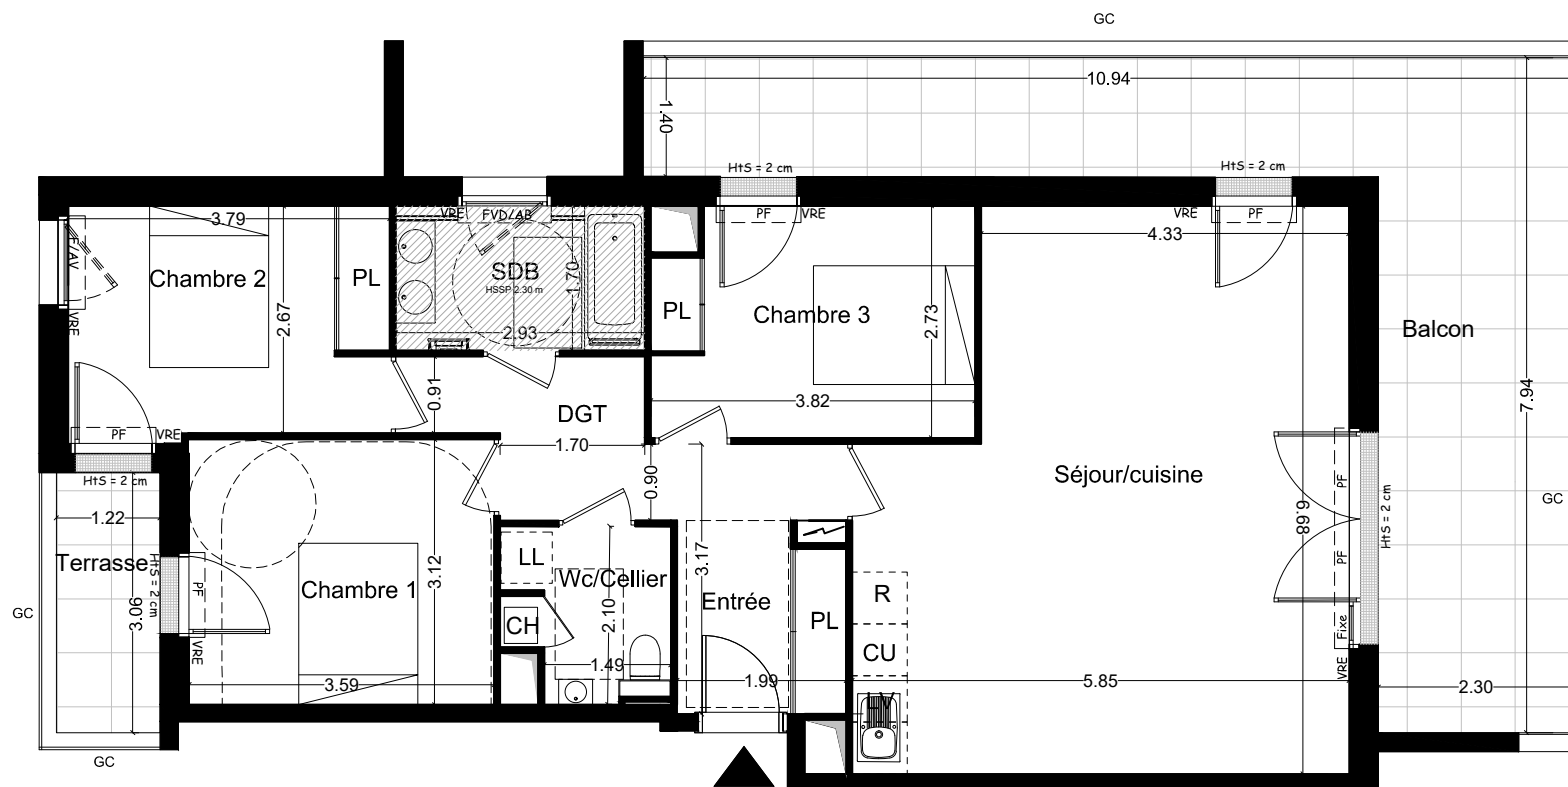 GC
10.94
1.40
HtS = 2 cm
HtS = 2 cm
VRE
FVD/AB
PF
VRE
VRE
PF
3.79
4.33
F/AV
Chambre 2
PL
SDB
HSSP 2.30 m
1.70
PL
Chambre 3
2.73
Balcon
VRE
2.67
2.93
7.94
0.91
3.82
DGT
PF
VRE
1.70
Séjour/cuisine
PF
HtS = 2 cm
0.90
GC
6.68
HtS = 2 cm
1.22
Terrasse
HtS = 2 cm
3.12
LL
Wc/Cellier
3.17
PF
Chambre 1
PF
Entrée
R
GC
3.06
CH
2.10
PL
Fixe
VRE
CU
VRE
1.49
3.59
1.99
5.85
2.30
LV
GC